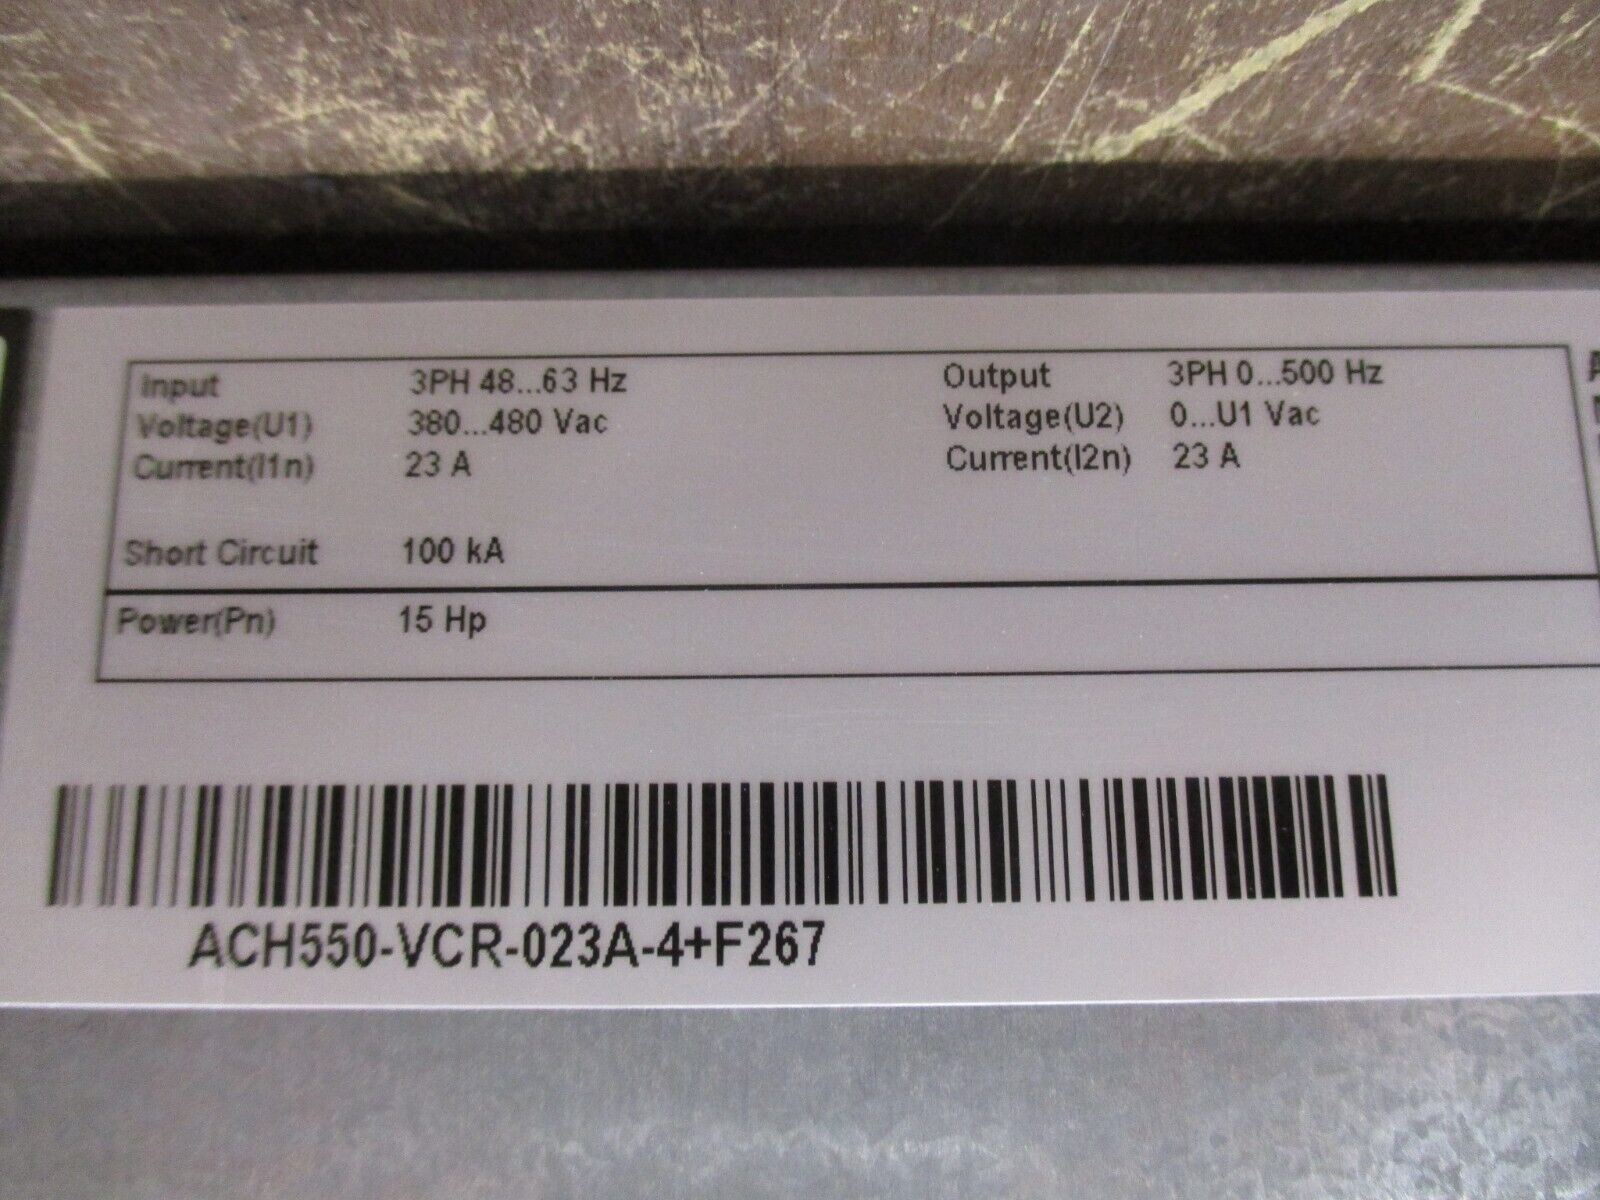 Input 3PH 48...63 Hz Output 3PH 0...500 Hz
Voltage(U1) 380...480 Vac Voltage(U2) 0...U1 Vac
Current(I1n) 23 A Current(I2n) 23 A
Short Circuit 100 kA
Power(Pn) 15 Hp
ACH550-VCR-023A-4+F267